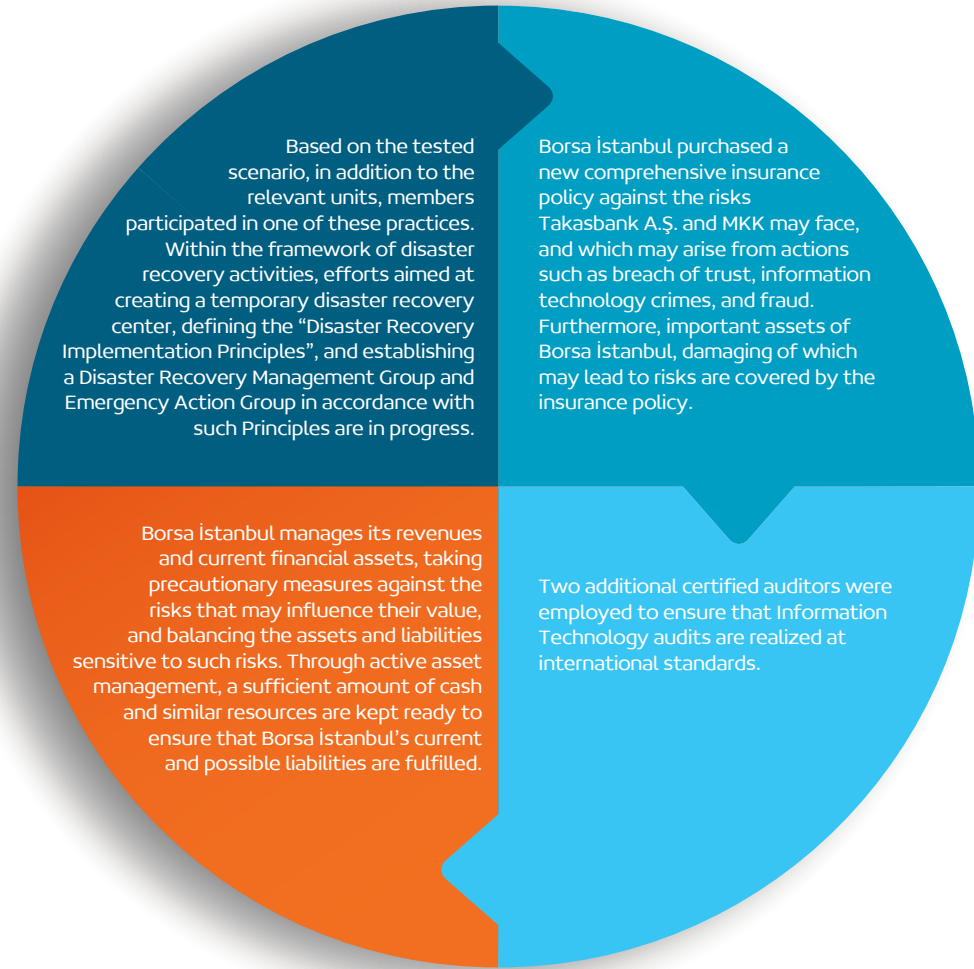 Based on the tested
scenario, in addition to the
relevant units, members
participated in one of these practices.
Within the framework of disaster
recovery activities, efforts aimed at
creating a temporary disaster recovery
center, defining the “Disaster Recovery
Implementation Principles”, and establishing
a Disaster Recovery Management Group and
Emergency Action Group in accordance with
such Principles are in progress.
Borsa İstanbul purchased a
new comprehensive insurance
policy against the risks
Takasbank A.Ş. and MKK may face,
and which may arise from actions
such as breach of trust, information
technology crimes, and fraud.
Furthermore, important assets of
Borsa İstanbul, damaging of which
may lead to risks are covered by the
insurance policy.
Two additional certified auditors were
employed to ensure that Information
Technology audits are realized at
international standards.
Borsa İstanbul manages its revenues
and current financial assets, taking
precautionary measures against the
risks that may influence their value,
and balancing the assets and liabilities
sensitive to such risks. Through active asset
management, a sufficient amount of cash
and similar resources are kept ready to
ensure that Borsa İstanbul’s current
and possible liabilities are fulfilled.